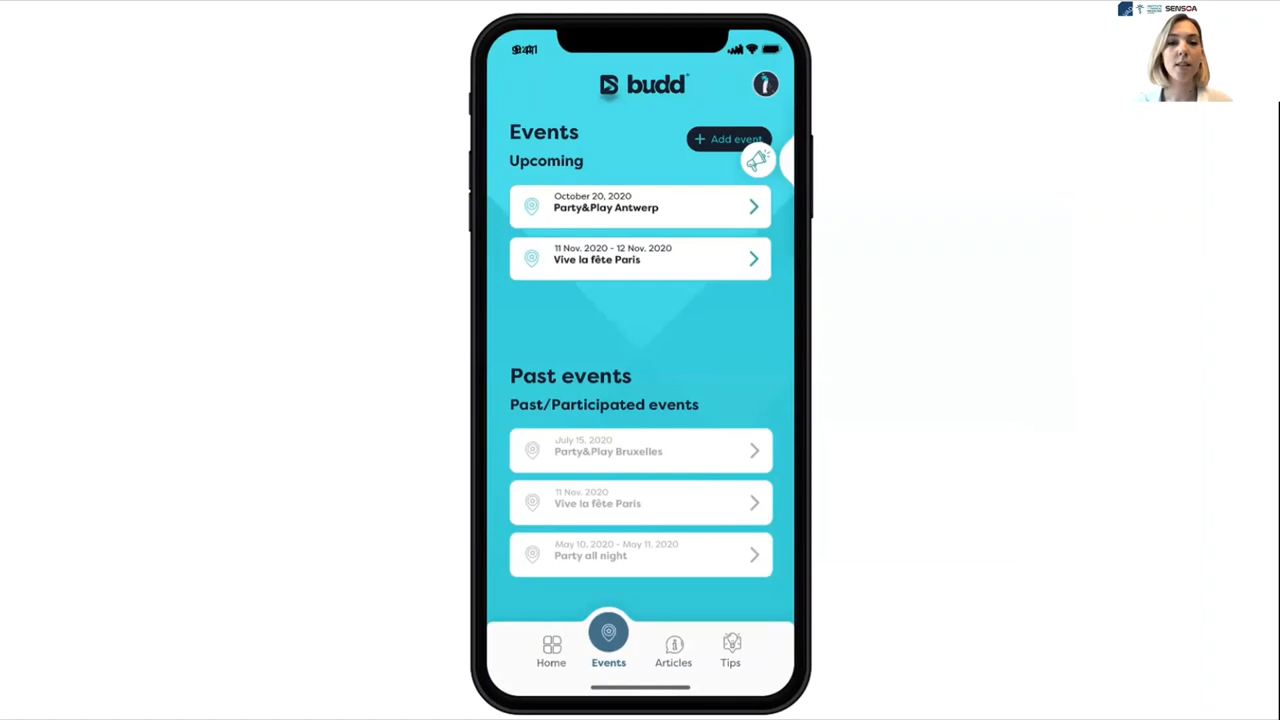 SENSOA
budd
Events
+ Add event
Upcoming
October 20, 2020
Party&Play Antwerp
11 Nov. 2020 - 12 Nov. 2020
Vive la fête Paris
Past events
Past/Participated events
July 15, 2020
Party&Play Bruxelles
11 Nov. 2020
Vive la fête Paris
May 10, 2020 - May 11, 2020
Party all night
Home
Events
Articles
Tips